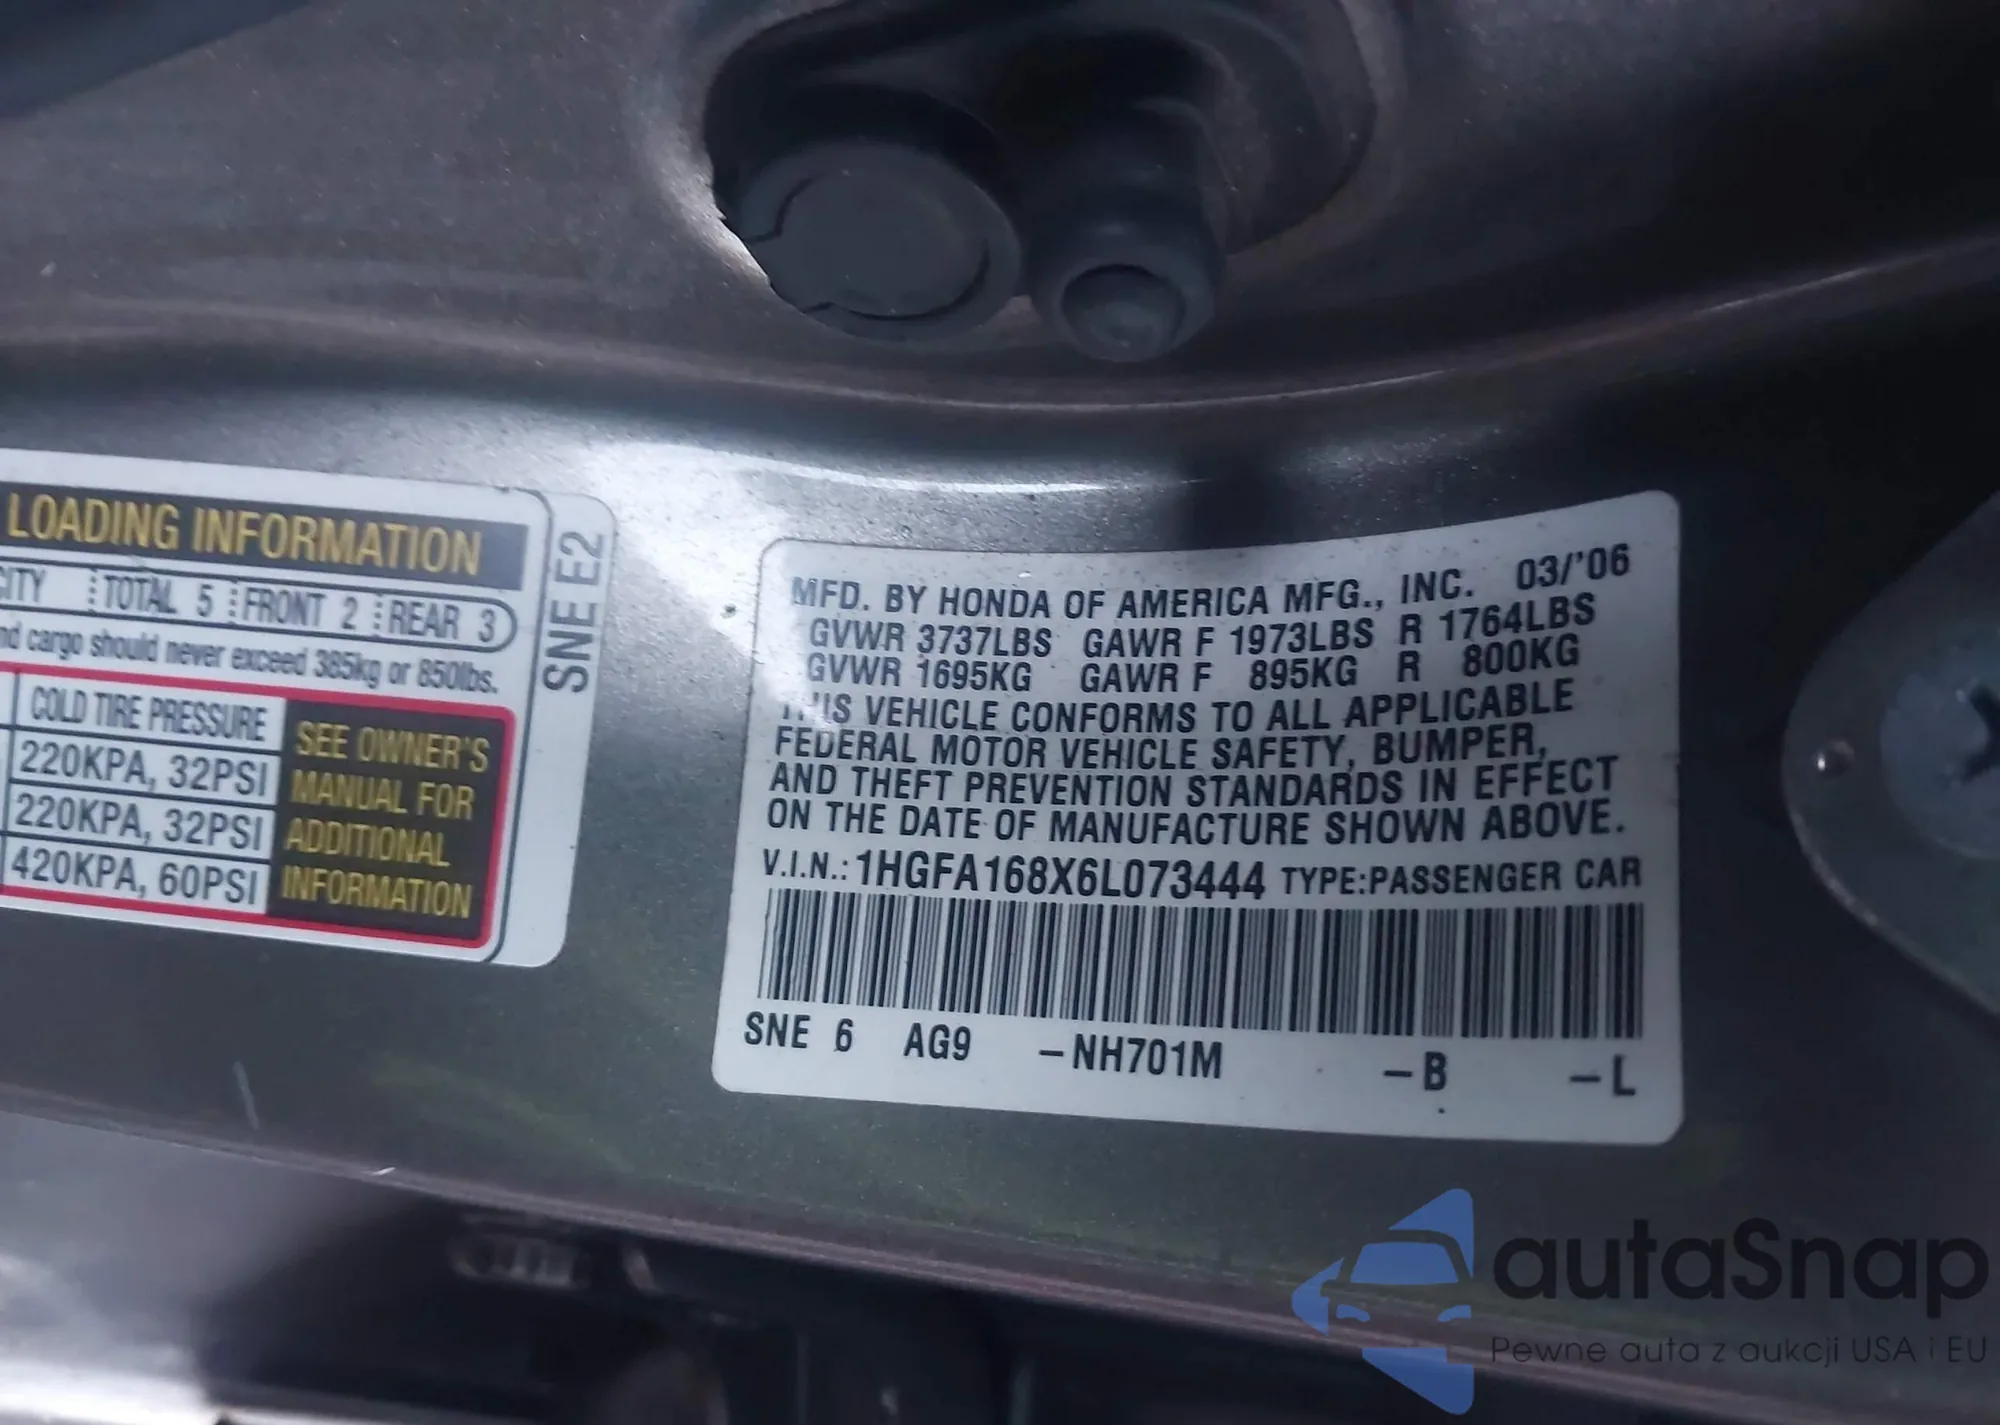 LOADING INFORMATION
CITY TOTAL 5 FRONT 2 REAR 3
nd cargo should never exceed 385kg or 850lbs.
COLD TIRE PRESSURE
220KPA, 32PSI
220KPA, 32PSI
420KPA, 60PSI
SEE OWNER'S
MANUAL FOR
ADDITIONAL
INFORMATION
SNE E2
MFD. BY HONDA OF AMERICA MFG., INC. 03/'06
GVWR 3737LBS GAWR F 1973LBS R 1764LBS
GVWR 1695KG GAWR F 895KG R 800KG
THIS VEHICLE CONFORMS TO ALL APPLICABLE
FEDERAL MOTOR VEHICLE SAFETY, BUMPER,
AND THEFT PREVENTION STANDARDS IN EFFECT
ON THE DATE OF MANUFACTURE SHOWN ABOVE.
V.I.N.: 1HGFA168X6L073444 TYPE:PASSENGER CAR
SNE 6 AG9 –NH701M –B –L
autaSnap
Pewne auta z aukcji USA i EU